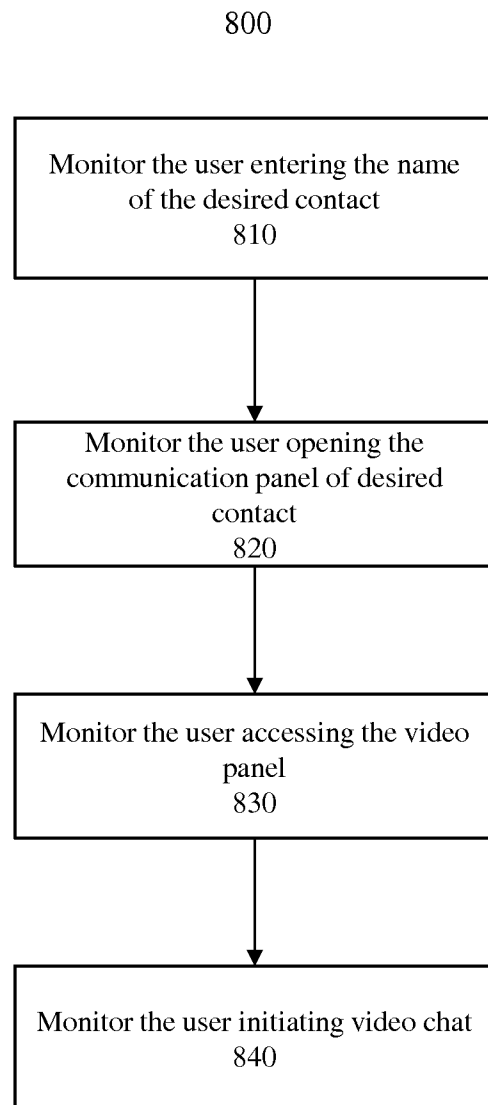 800
Monitor the user entering the name
of the desired contact
810
Monitor the user opening the
communication panel of desired
contact
820
Monitor the user accessing the video
panel
830
Monitor the user initiating video chat
840